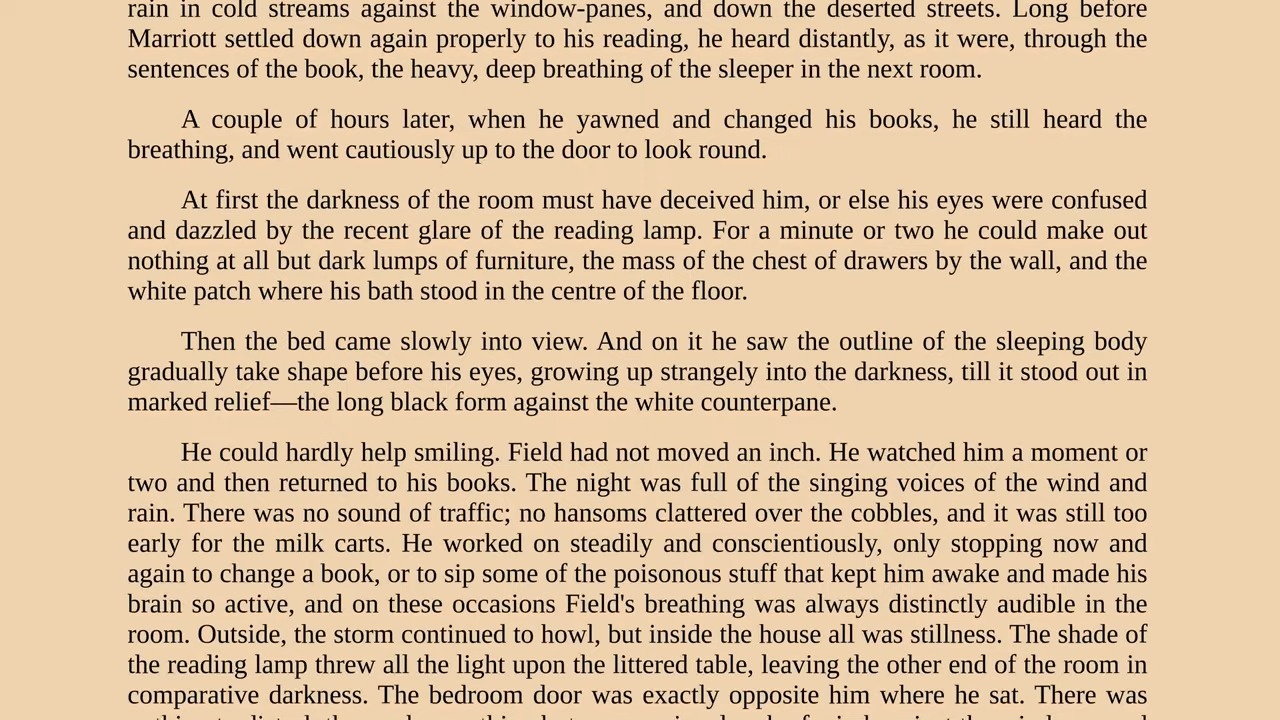 rain in cold streams against the window-panes, and down the deserted streets. Long before
Marriott settled down again properly to his reading, he heard distantly, as it were, through the
sentences of the book, the heavy, deep breathing of the sleeper in the next room.
A couple of hours later, when he yawned and changed his books, he still heard the
breathing, and went cautiously up to the door to look round.
At first the darkness of the room must have deceived him, or else his eyes were confused
and dazzled by the recent glare of the reading lamp. For a minute or two he could make out
nothing at all but dark lumps of furniture, the mass of the chest of drawers by the wall, and the
white patch where his bath stood in the centre of the floor.
Then the bed came slowly into view. And on it he saw the outline of the sleeping body
gradually take shape before his eyes, growing up strangely into the darkness, till it stood out in
marked relief—the long black form against the white counterpane.
He could hardly help smiling. Field had not moved an inch. He watched him a moment or
two and then returned to his books. The night was full of the singing voices of the wind and
rain. There was no sound of traffic; no hansoms clattered over the cobbles, and it was still too
early for the milk carts. He worked on steadily and conscientiously, only stopping now and
again to change a book, or to sip some of the poisonous stuff that kept him awake and made his
brain so active, and on these occasions Field's breathing was always distinctly audible in the
room. Outside, the storm continued to howl, but inside the house all was stillness. The shade of
the reading lamp threw all the light upon the littered table, leaving the other end of the room in
comparative darkness. The bedroom door was exactly opposite him where he sat. There was